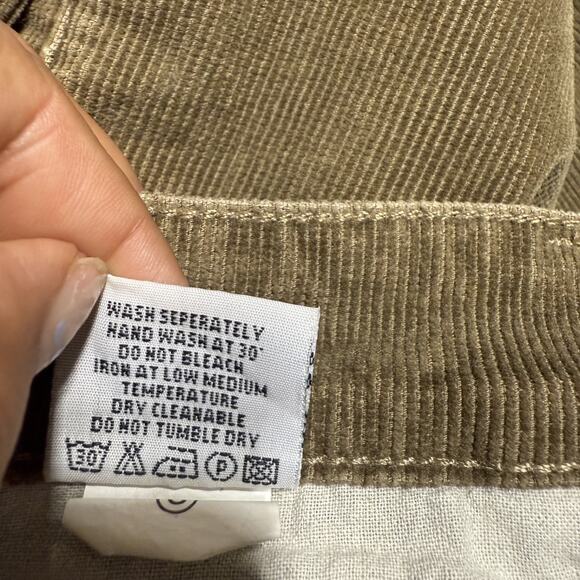 WASH SEPERATELY
HAND WASH AT 30°
DO NOT BLEACH
IRON AT LOW MEDIUM
TEMPERATURE
DRY CLEANABLE
DO NOT TUMBLE DRY
30 P